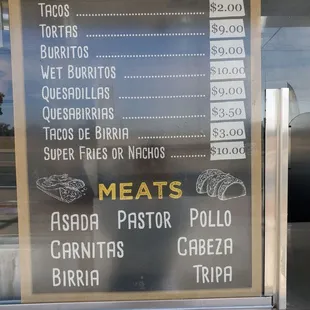 Tacos $2.00
Tortas $9.00
Burritos $9.00
Wet Burritos $10.00
Quesadillas $9.00
Quesabirrias $3.50
Tacos de Birria $3.00
Super Fries or Nachos $10.00
MEATS
Asada Pastor Pollo
Carnitas Cabeza
Birria Tripa